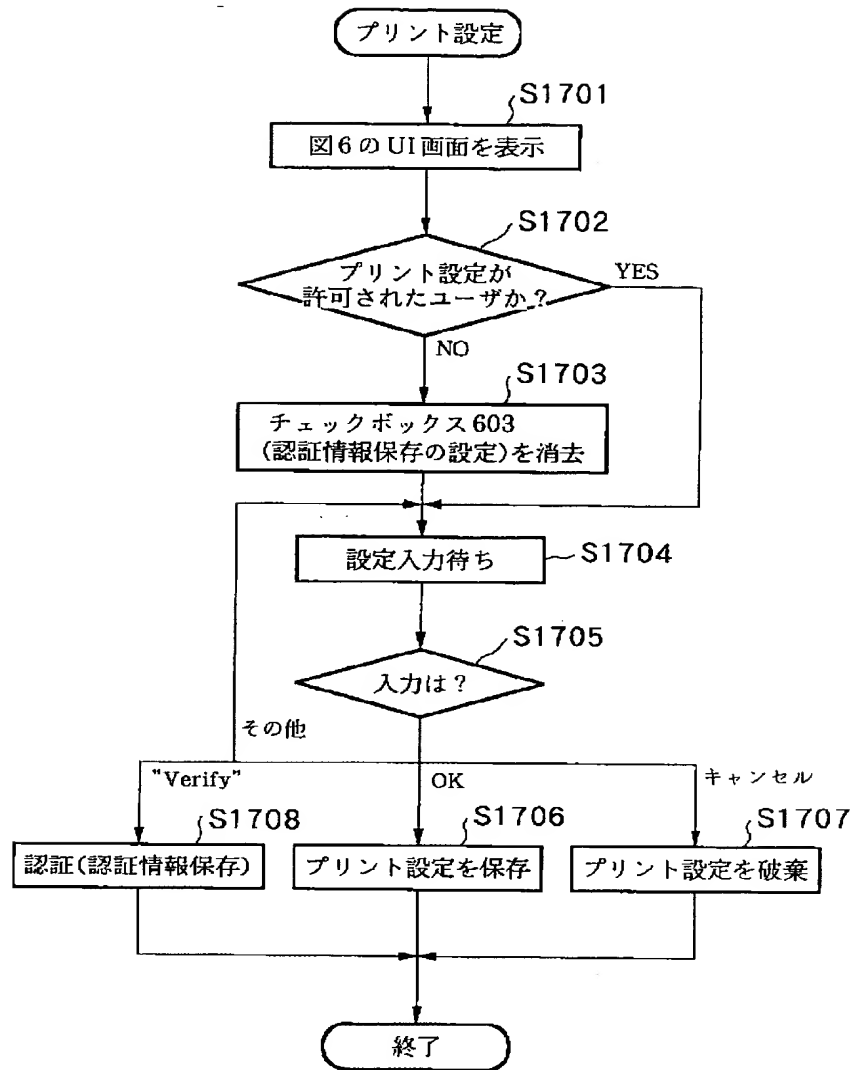 プリント設定
S1701
図6のUI画面を表示
S1702
プリント設定が
許可されたユーザか?
YES
NO
S1703
チェックボックス603
(認証情報保存の設定)を消去
設定入力待ち
S1704
S1705
入力は?
その他
"Verify"
OK
キャンセル
S1708
S1706
S1707
認証(認証情報保存)
プリント設定を保存
プリント設定を破棄
終了